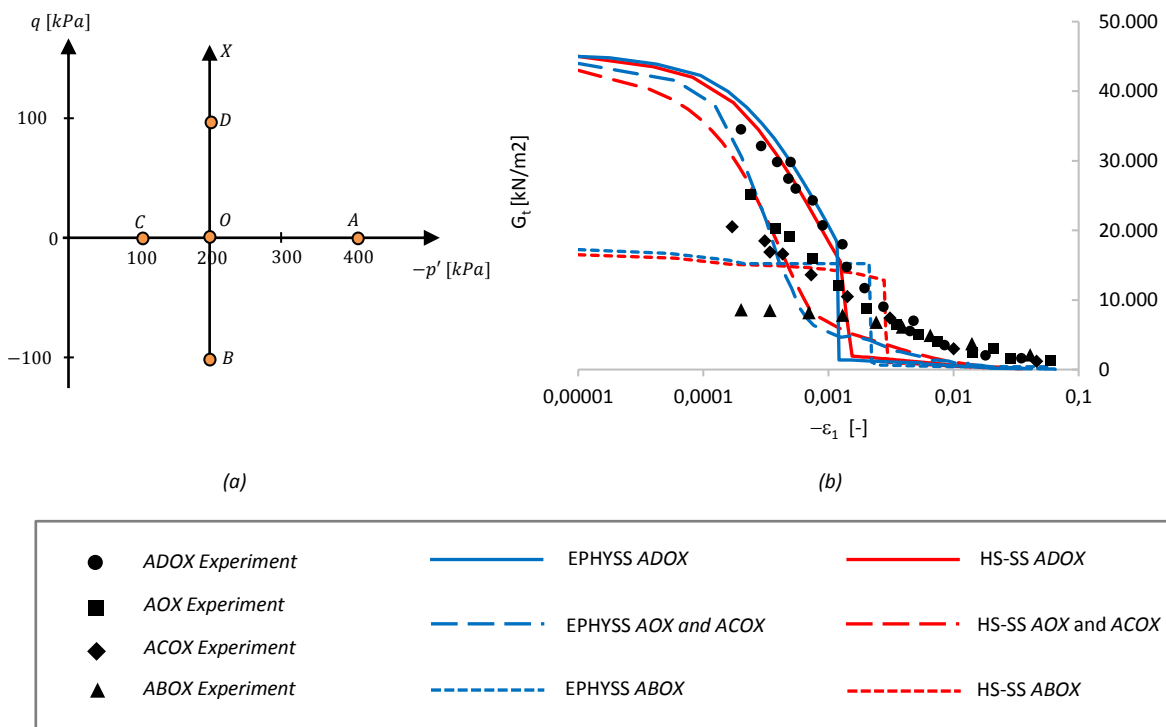 q [kPa]
X
100
D
C
O
A
0
100
200
300
400
−p′ [kPa]
−100
B
(a)
50.000
40.000
30.000
20.000
10.000
0
Gt [kN/m2]
0,00001
0,0001
0,001
0,01
0,1
−ε1 [-]
(b)
ADOX Experiment
EPHYSS ADOX
HS-SS ADOX
AOX Experiment
EPHYSS AOX and ACOX
HS-SS AOX and ACOX
ACOX Experiment
ABOX Experiment
EPHYSS ABOX
HS-SS ABOX